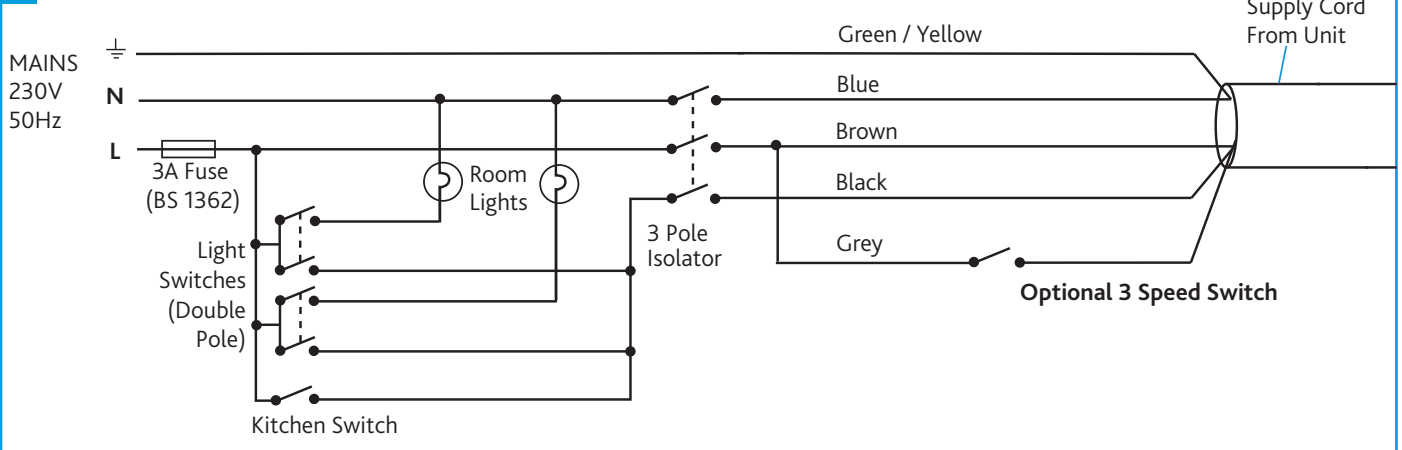 Supply Cord
From Unit
Green / Yellow
MAINS
230V
50Hz
N
Blue
L
Brown
3A Fuse
(BS 1362)
Room
Lights
Black
3 Pole
Isolator
Grey
Light
Switches
(Double
Pole)
Optional 3 Speed Switch
Kitchen Switch